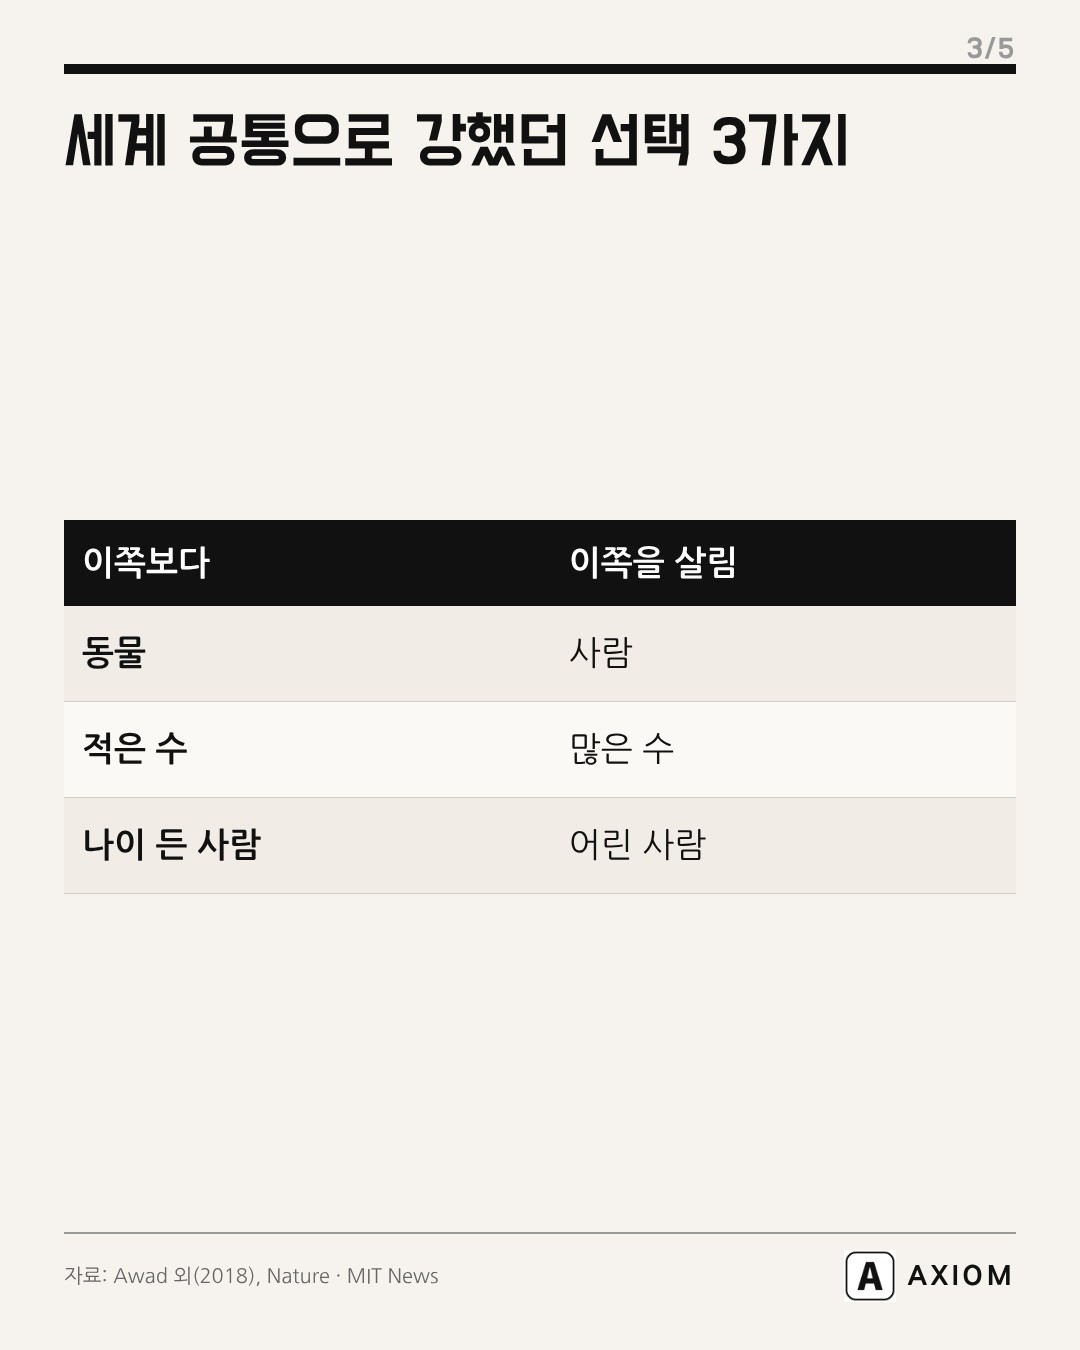 3/5
세계 공통으로 강했던 선택 3가지
이쪽보다 이쪽을 살림
동물 사람
적은 수 많은 수
나이 든 사람 어린 사람
자료: Awad 외(2018), Nature · MIT News
A AXIOM